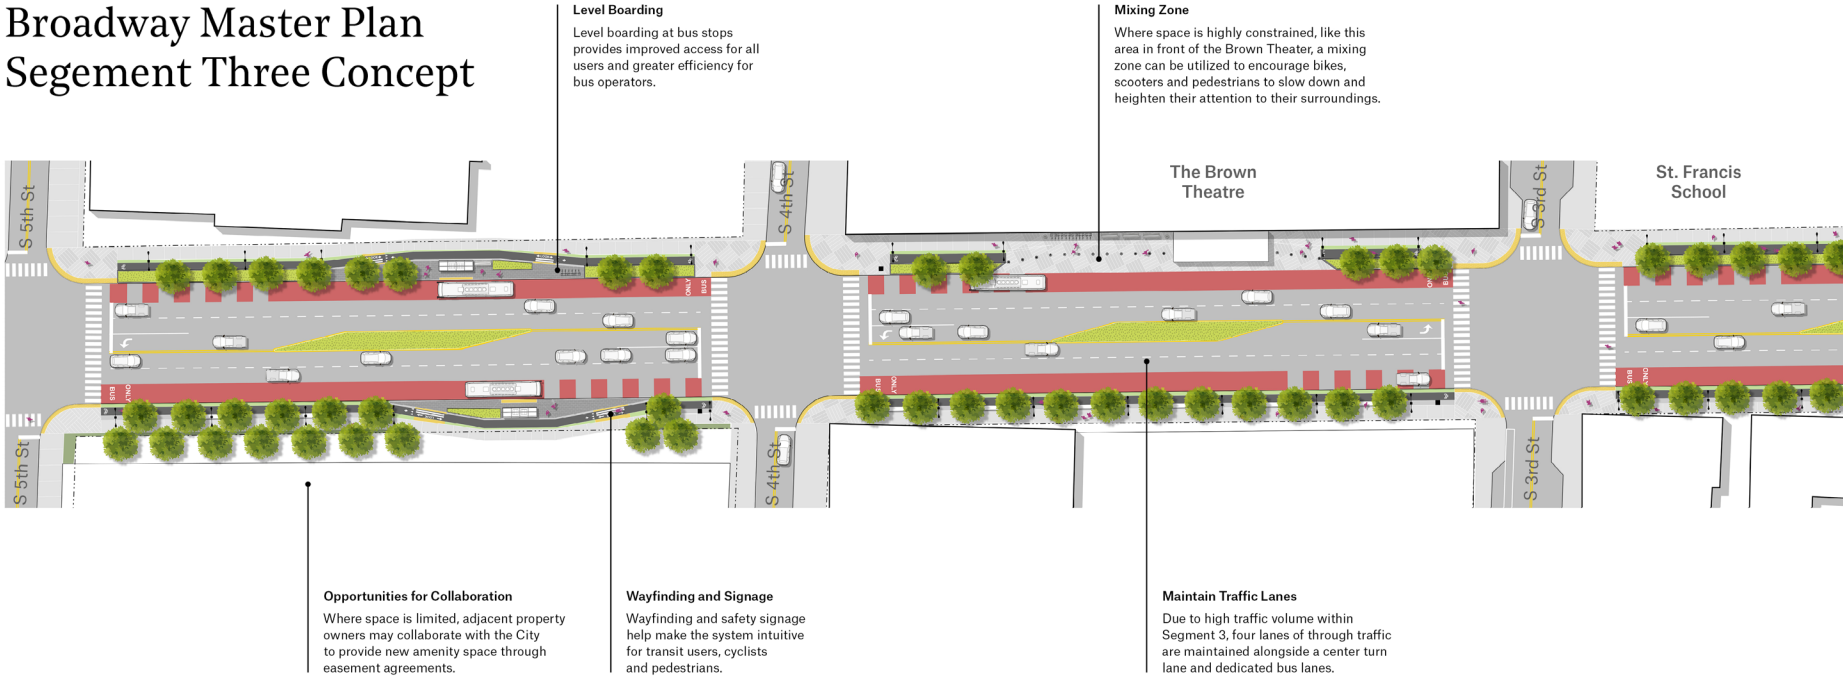 Broadway Master Plan
Segement Three Concept
Level Boarding
Level boarding at bus stops
provides improved access for all
users and greater efficiency for
bus operators.
Mixing Zone
Where space is highly constrained, like this
area in front of the Brown Theater, a mixing
zone can be utilized to encourage bikes,
scooters and pedestrians to slow down and
heighten their attention to their surroundings.
S 5th St
S 4th St
The Brown
Theatre
S 3rd St
St. Francis
School
ONLY
BUS
BUS
ONLY
BUS
ONLY
BUS
ONLY
S 5th St
S 4th St
S 3rd St
Opportunities for Collaboration
Where space is limited, adjacent property
owners may collaborate with the City
to provide new amenity space through
easement agreements.
Wayfinding and Signage
Wayfinding and safety signage
help make the system intuitive
for transit users, cyclists
and pedestrians.
Maintain Traffic Lanes
Due to high traffic volume within
Segment 3, four lanes of through traffic
are maintained alongside a center turn
lane and dedicated bus lanes.